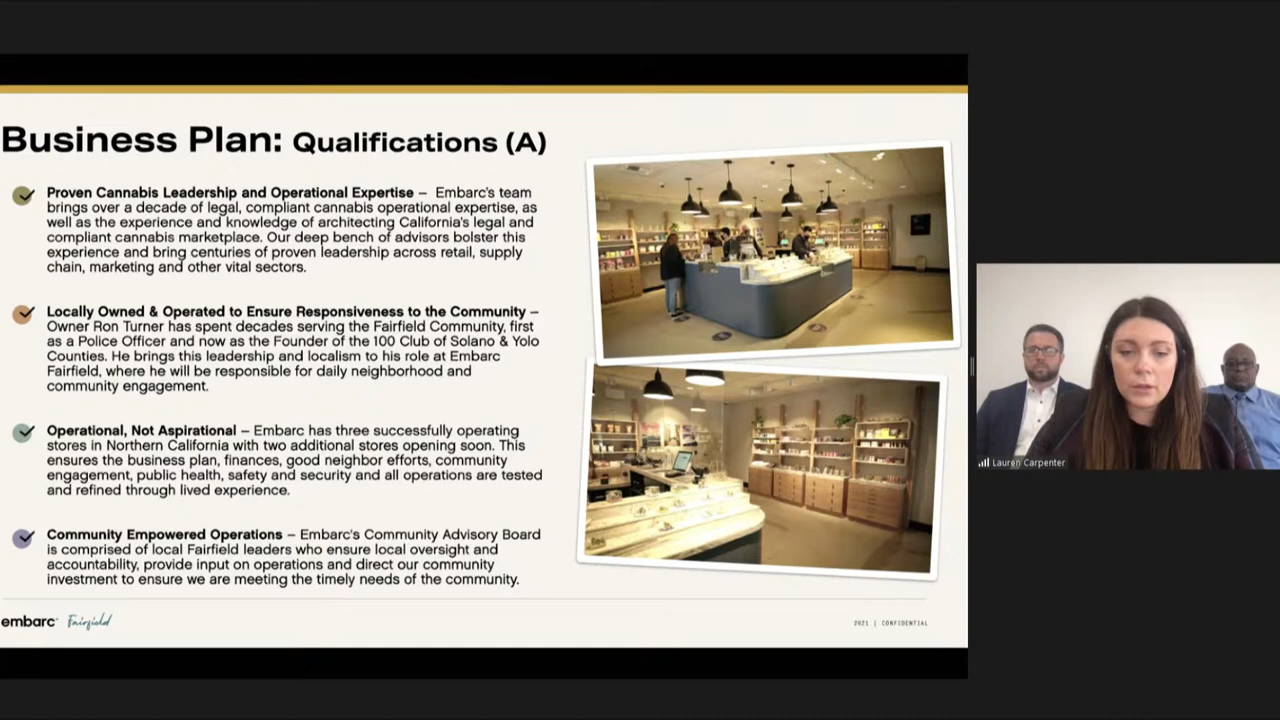 Business Plan: Qualifications (A)
Proven Cannabis Leadership and Operational Expertise – Embarc's team
brings over a decade of legal, compliant cannabis operational expertise, as
well as the experience and knowledge of architecting California's legal and
compliant cannabis marketplace. Our deep bench of advisors bolster this
experience and bring centuries of proven leadership across retail, supply
chain, marketing and other vital sectors.
Locally Owned & Operated to Ensure Responsiveness to the Community –
Owner Ron Turner has spent decades serving the Fairfield Community, first
as a Police Officer and now as the Founder of the 100 Club of Solano & Yolo
Counties. He brings this leadership and localism to his role at Embarc
Fairfield, where he will be responsible for daily neighborhood and
community engagement.
Operational, Not Aspirational – Embarc has three successfully operating
stores in Northern California with two additional stores opening soon. This
ensures the business plan, finances, good neighbor efforts, community
engagement, public health, safety and security and all operations are tested
and refined through lived experience.
Community Empowered Operations – Embarc's Community Advisory Board
is comprised of local Fairfield leaders who ensure local oversight and
accountability, provide input on operations and direct our community
investment to ensure we are meeting the timely needs of the community.
embarc Fairfield
2021 | CONFIDENTIAL
Lauren Carpenter